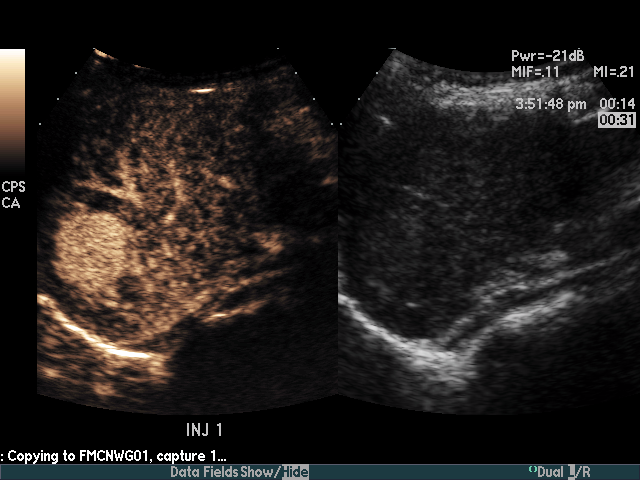 Pwr=-21dB
MIF=.11 MI=.21
3:51:48 pm 00:14
00:31
CPS
CA
INJ 1
: Copying to FMCNWG01, capture 1...
Data Fields Show/Hide Dual L/R